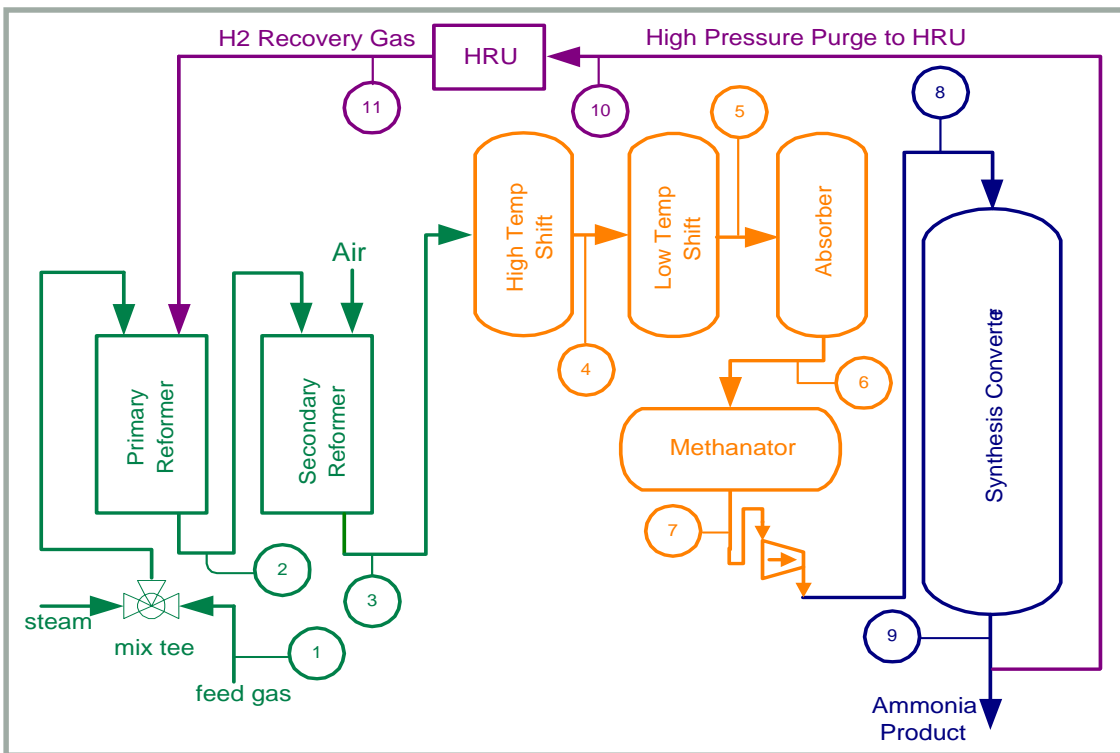 H2 Recovery Gas
HRU
High Pressure Purge to HRU
11
10
8
5
High Temp
Shift
Low Temp
Shift
Absorber
Air
4
6
Primary
Reformer
Secondary
Reformer
Methanator
Synthesis Converter
7
2
3
steam
mix tee
1
feed gas
9
Ammonia
Product